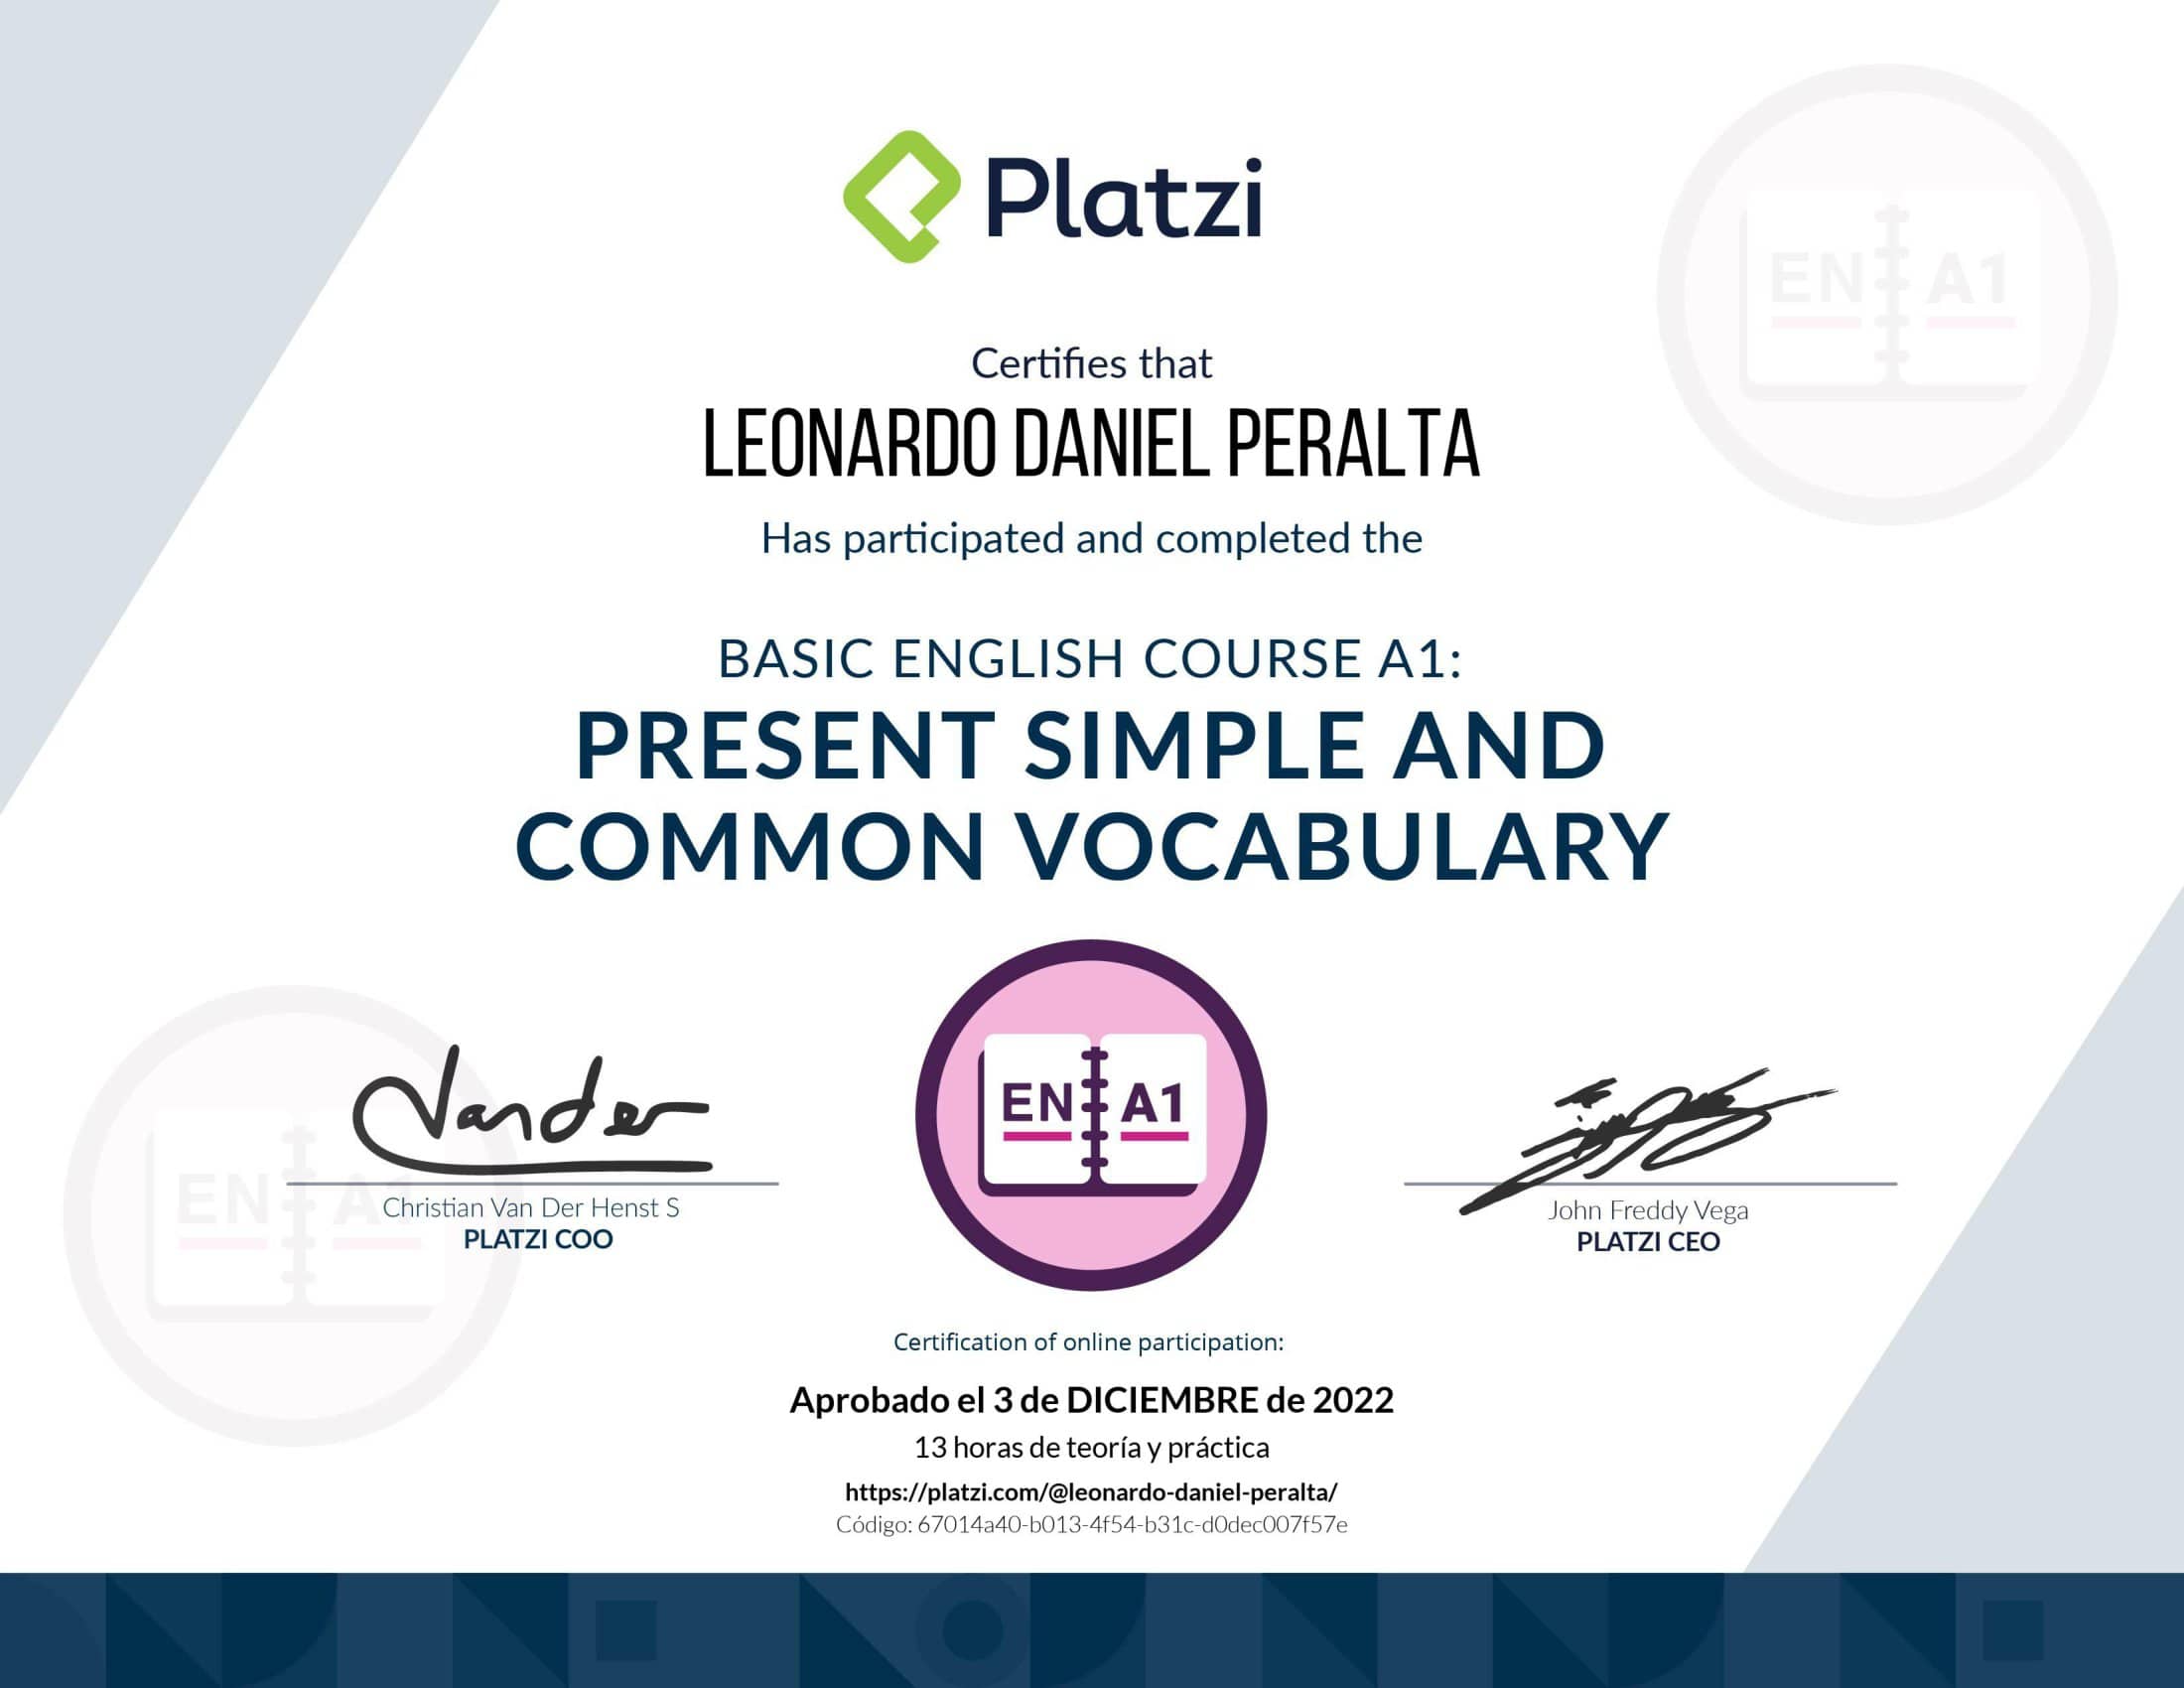 Platzi
EN A1
Certifies that
LEONARDO DANIEL PERALTA
Has participated and completed the
BASIC ENGLISH COURSE A1:
PRESENT SIMPLE AND
COMMON VOCABULARY
Vander
EN A1
EN A1
Christian Van Der Henst S
PLATZI COO
John Freddy Vega
PLATZI CEO
Certification of online participation:
Aprobado el 3 de DICIEMBRE de 2022
13 horas de teoría y práctica
https://platzi.com/@leonardo-daniel-peralta/
Código: 67014a40-b013-4f54-b31c-d0dec007f57e